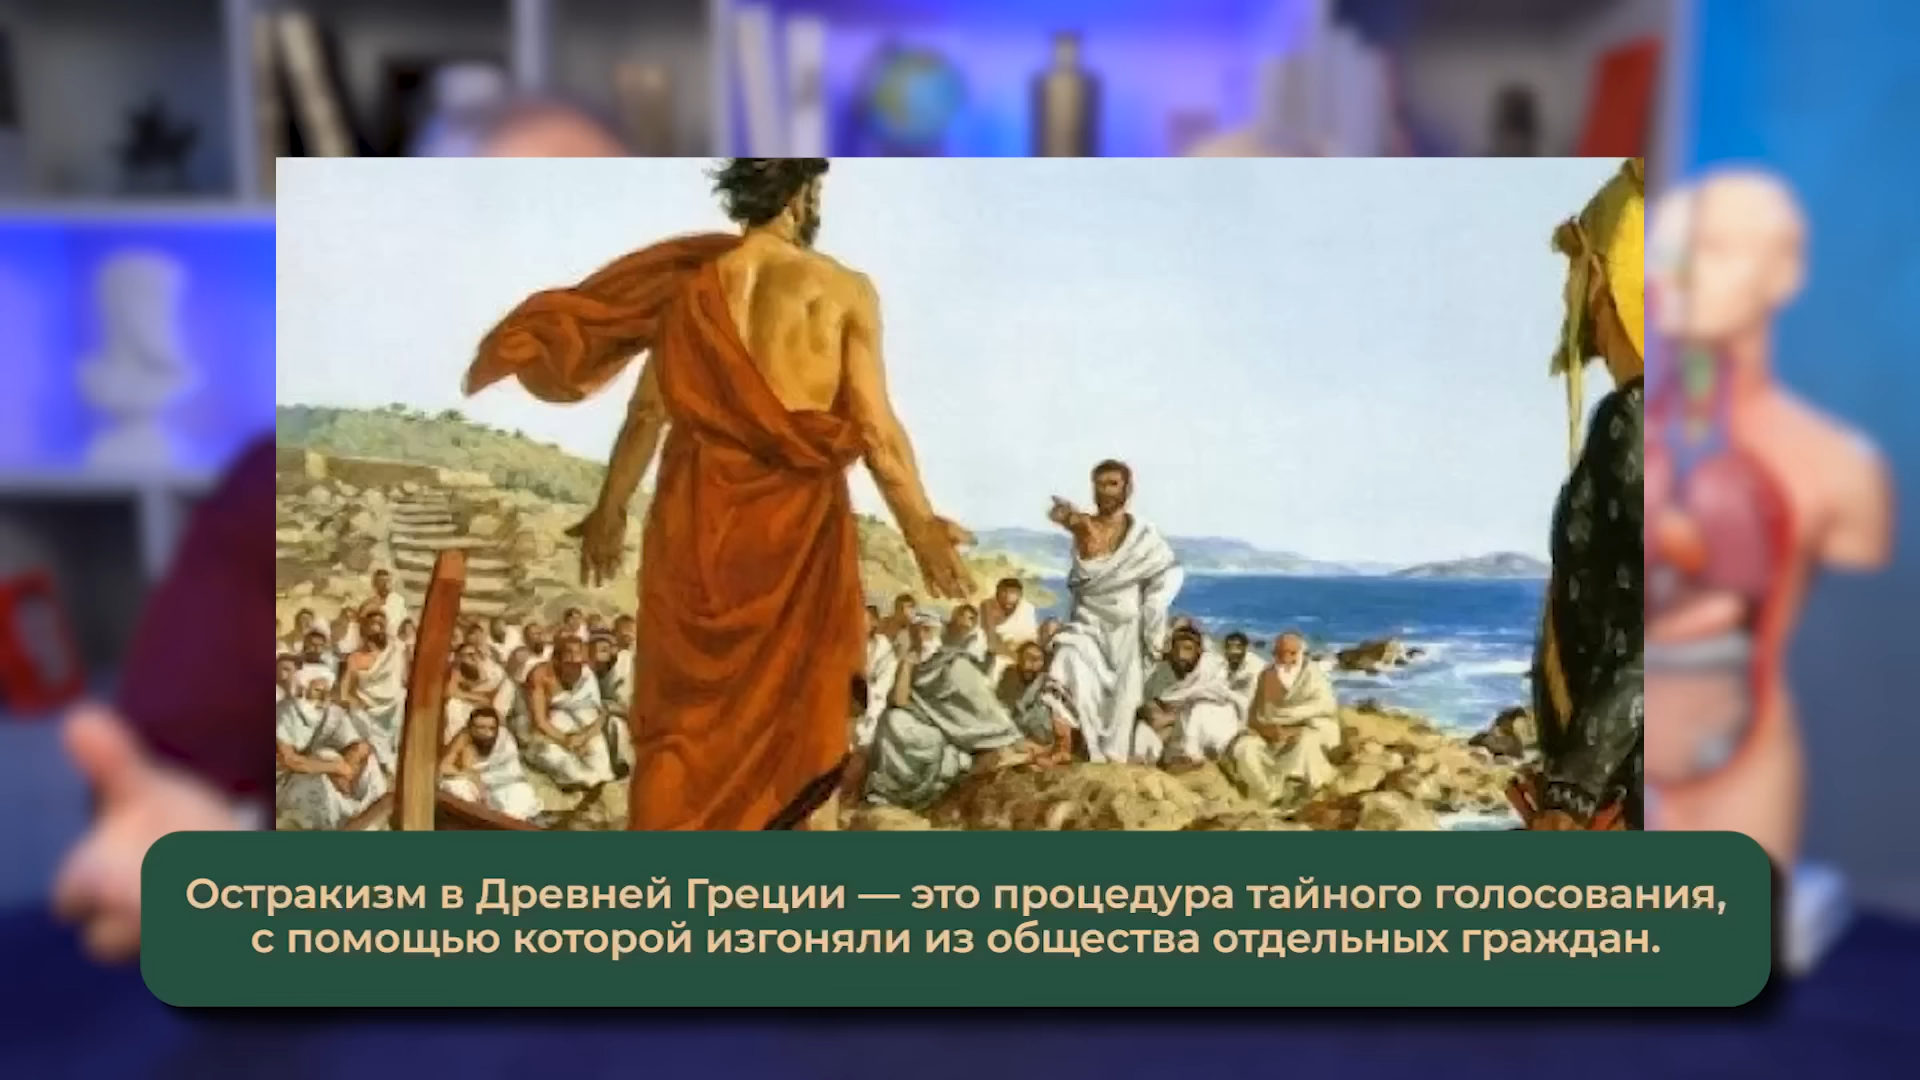 Остракизм в Древней Греции — это процедура тайного голосования,
с помощью которой изгоняли из общества отдельных граждан.